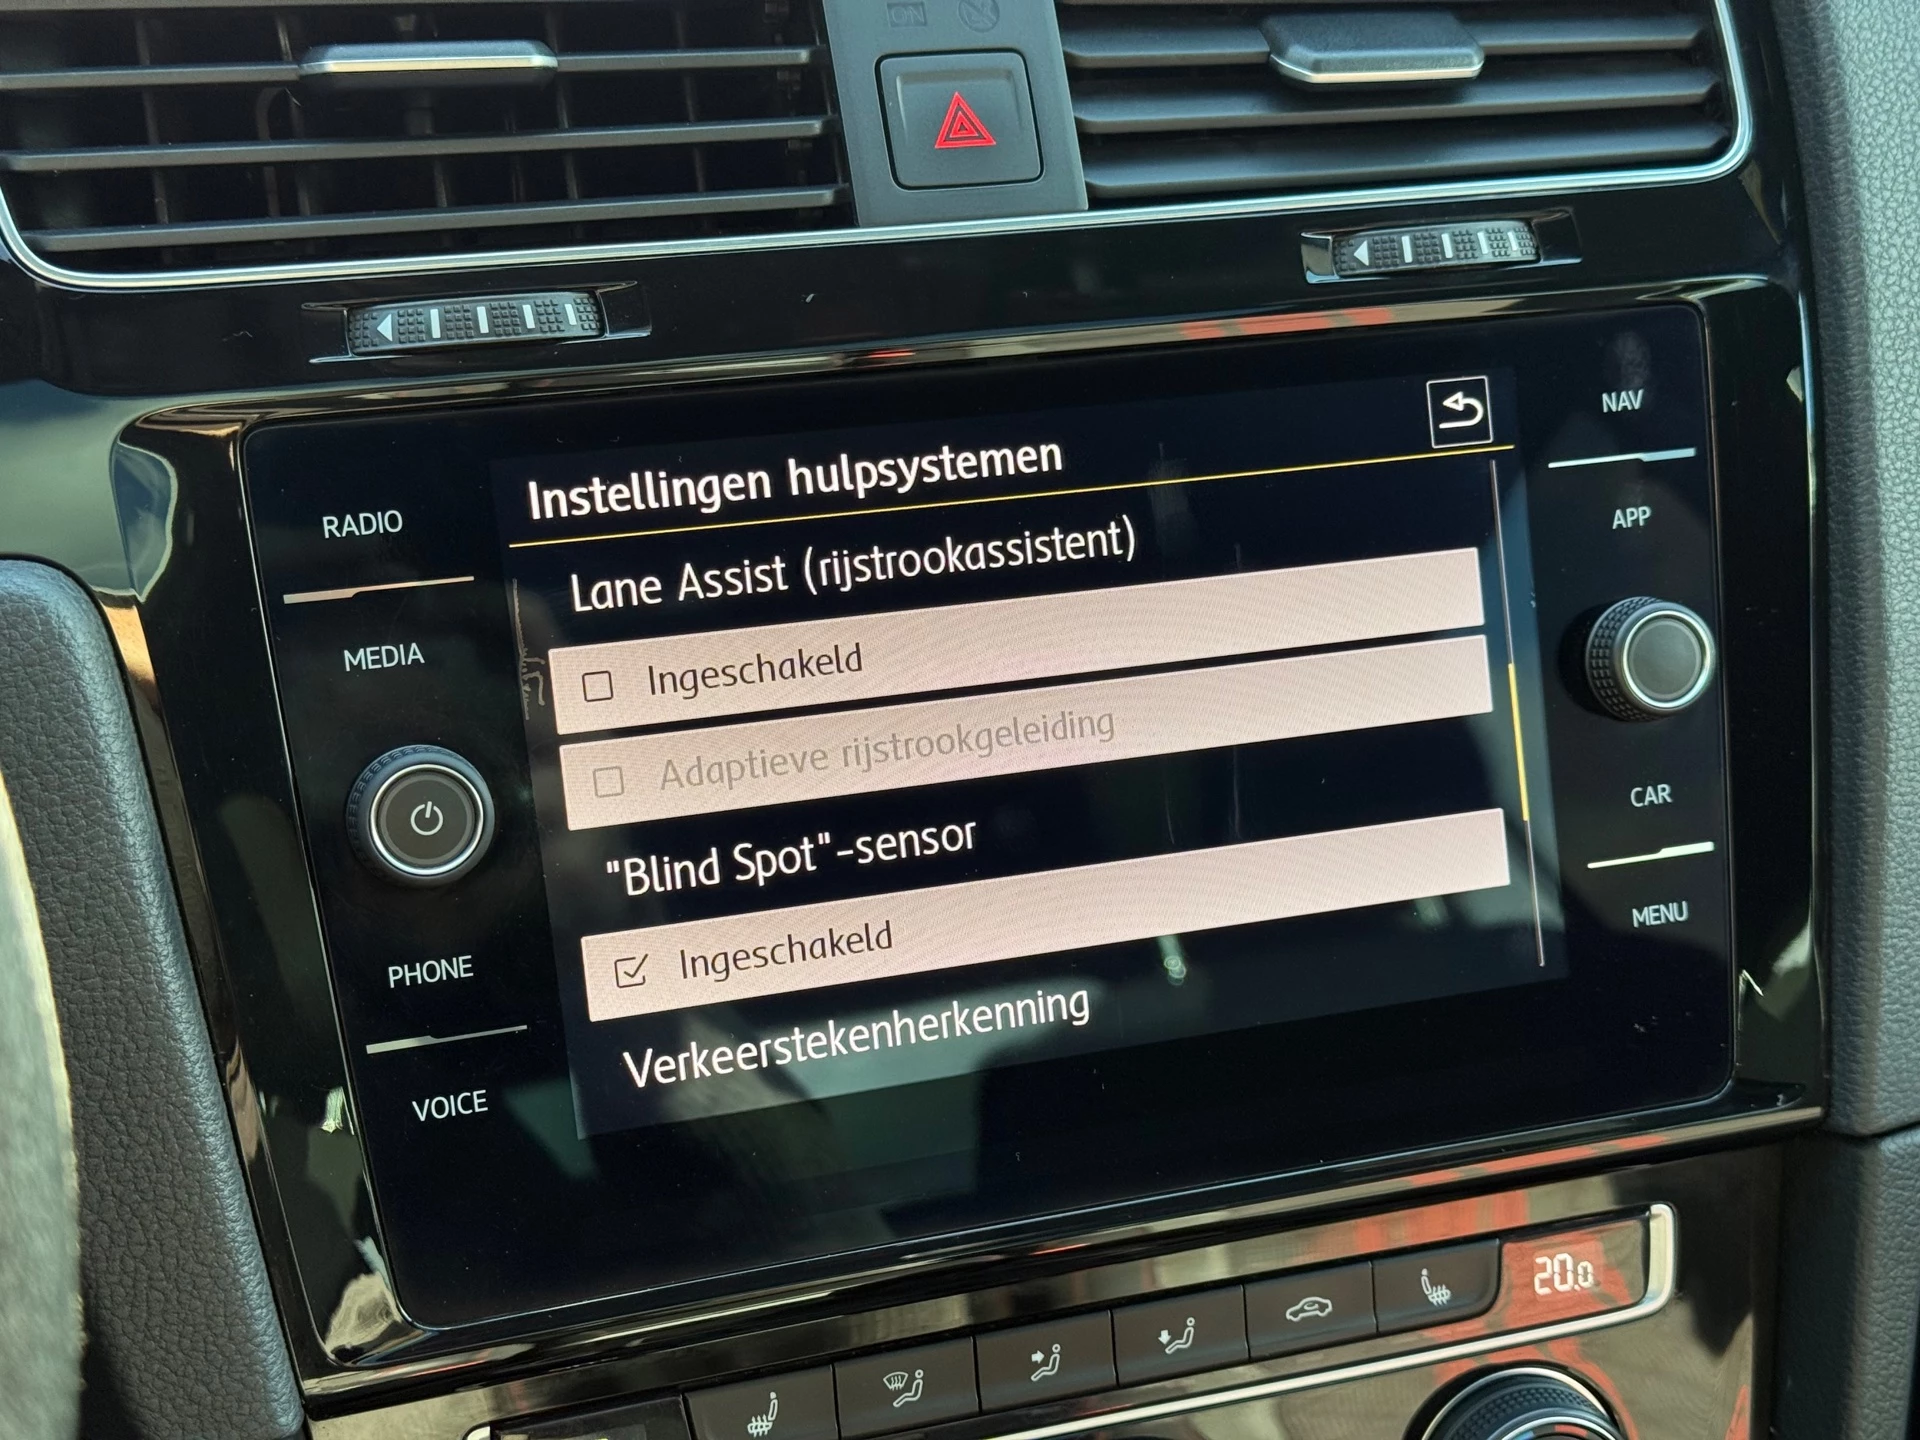 RADIO
MEDIA
PHONE
VOICE
Instellingen hulpsystemen
Lane Assist (rijstrookassistent)
Ingeschakeld
Adaptieve rijstrookgeleiding
"Blind Spot"-sensor
Ingeschakeld
Verkeerstekenherkenning
NAV
APP
CAR
MENU
20.0